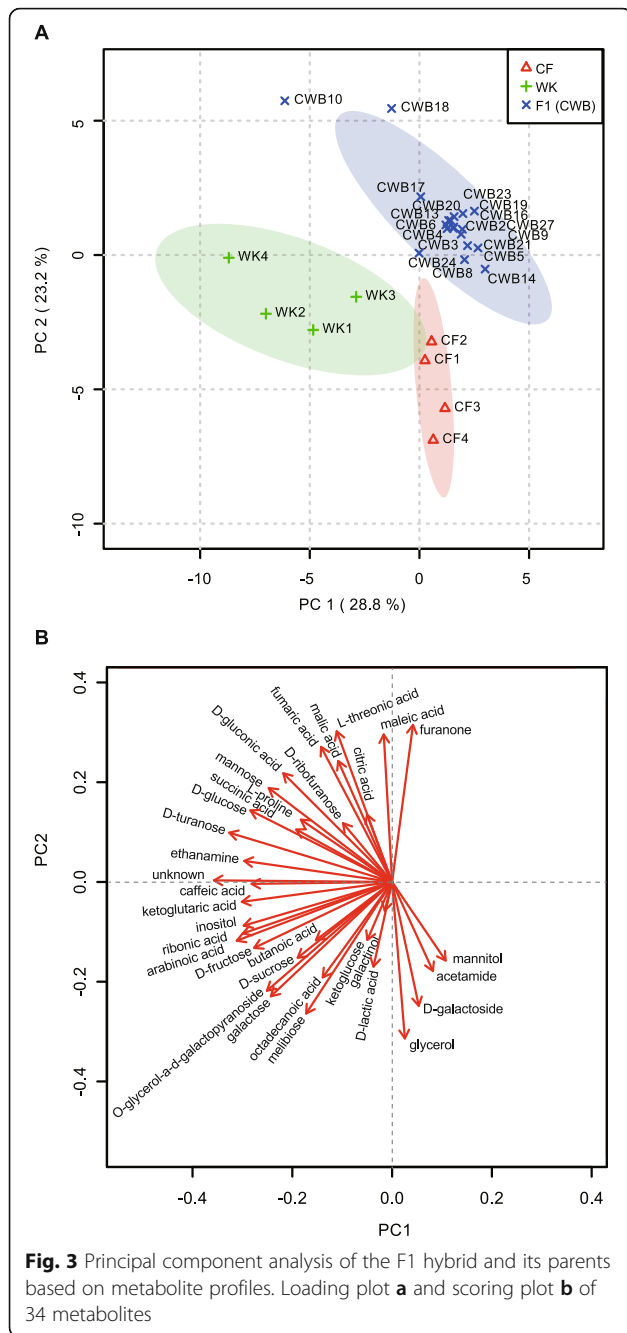 A
CF
WK
F1 (CWB)
CWB10
CWB18
CWB17
CWB23
CWB20
CWB19
CWB13
CWB16
CWB6
CWB2
CWB27
CWB4
CWB9
CWB3
CWB21
CWB24
CWB5
CWB8
CWB14
WK4
WK3
WK2
WK1
CF2
CF1
CF3
CF4
5
0
-5
-10
PC 2 ( 23.2 %)
-10
-5
0
5
PC 1 ( 28.8 %)
B
0.4
0.2
0.0
-0.2
-0.4
PC2
fumaric acid
malic acid
L-threonic acid
maleic acid
furanone
D-gluconic acid
D-ribofuranose
citric acid
mannose
succinic acid
L-proline
D-glucose
D-turanose
ethanamine
unknown
caffeic acid
ketoglutaric acid
inositol
ribonic acid
arabinoic acid
D-fructose
butanoic acid
D-sucrose
O-glycerol-a-d-galactopyranoside
galactose
octadecanoic acid
melibiose
ketoglucose
galactinol
D-lactic acid
mannitol
acetamide
D-galactoside
glycerol
-0.4
-0.2
0.0
0.2
0.4
PC1
Fig. 3 Principal component analysis of the F1 hybrid and its parents
based on metabolite profiles. Loading plot a and scoring plot b of
34 metabolites